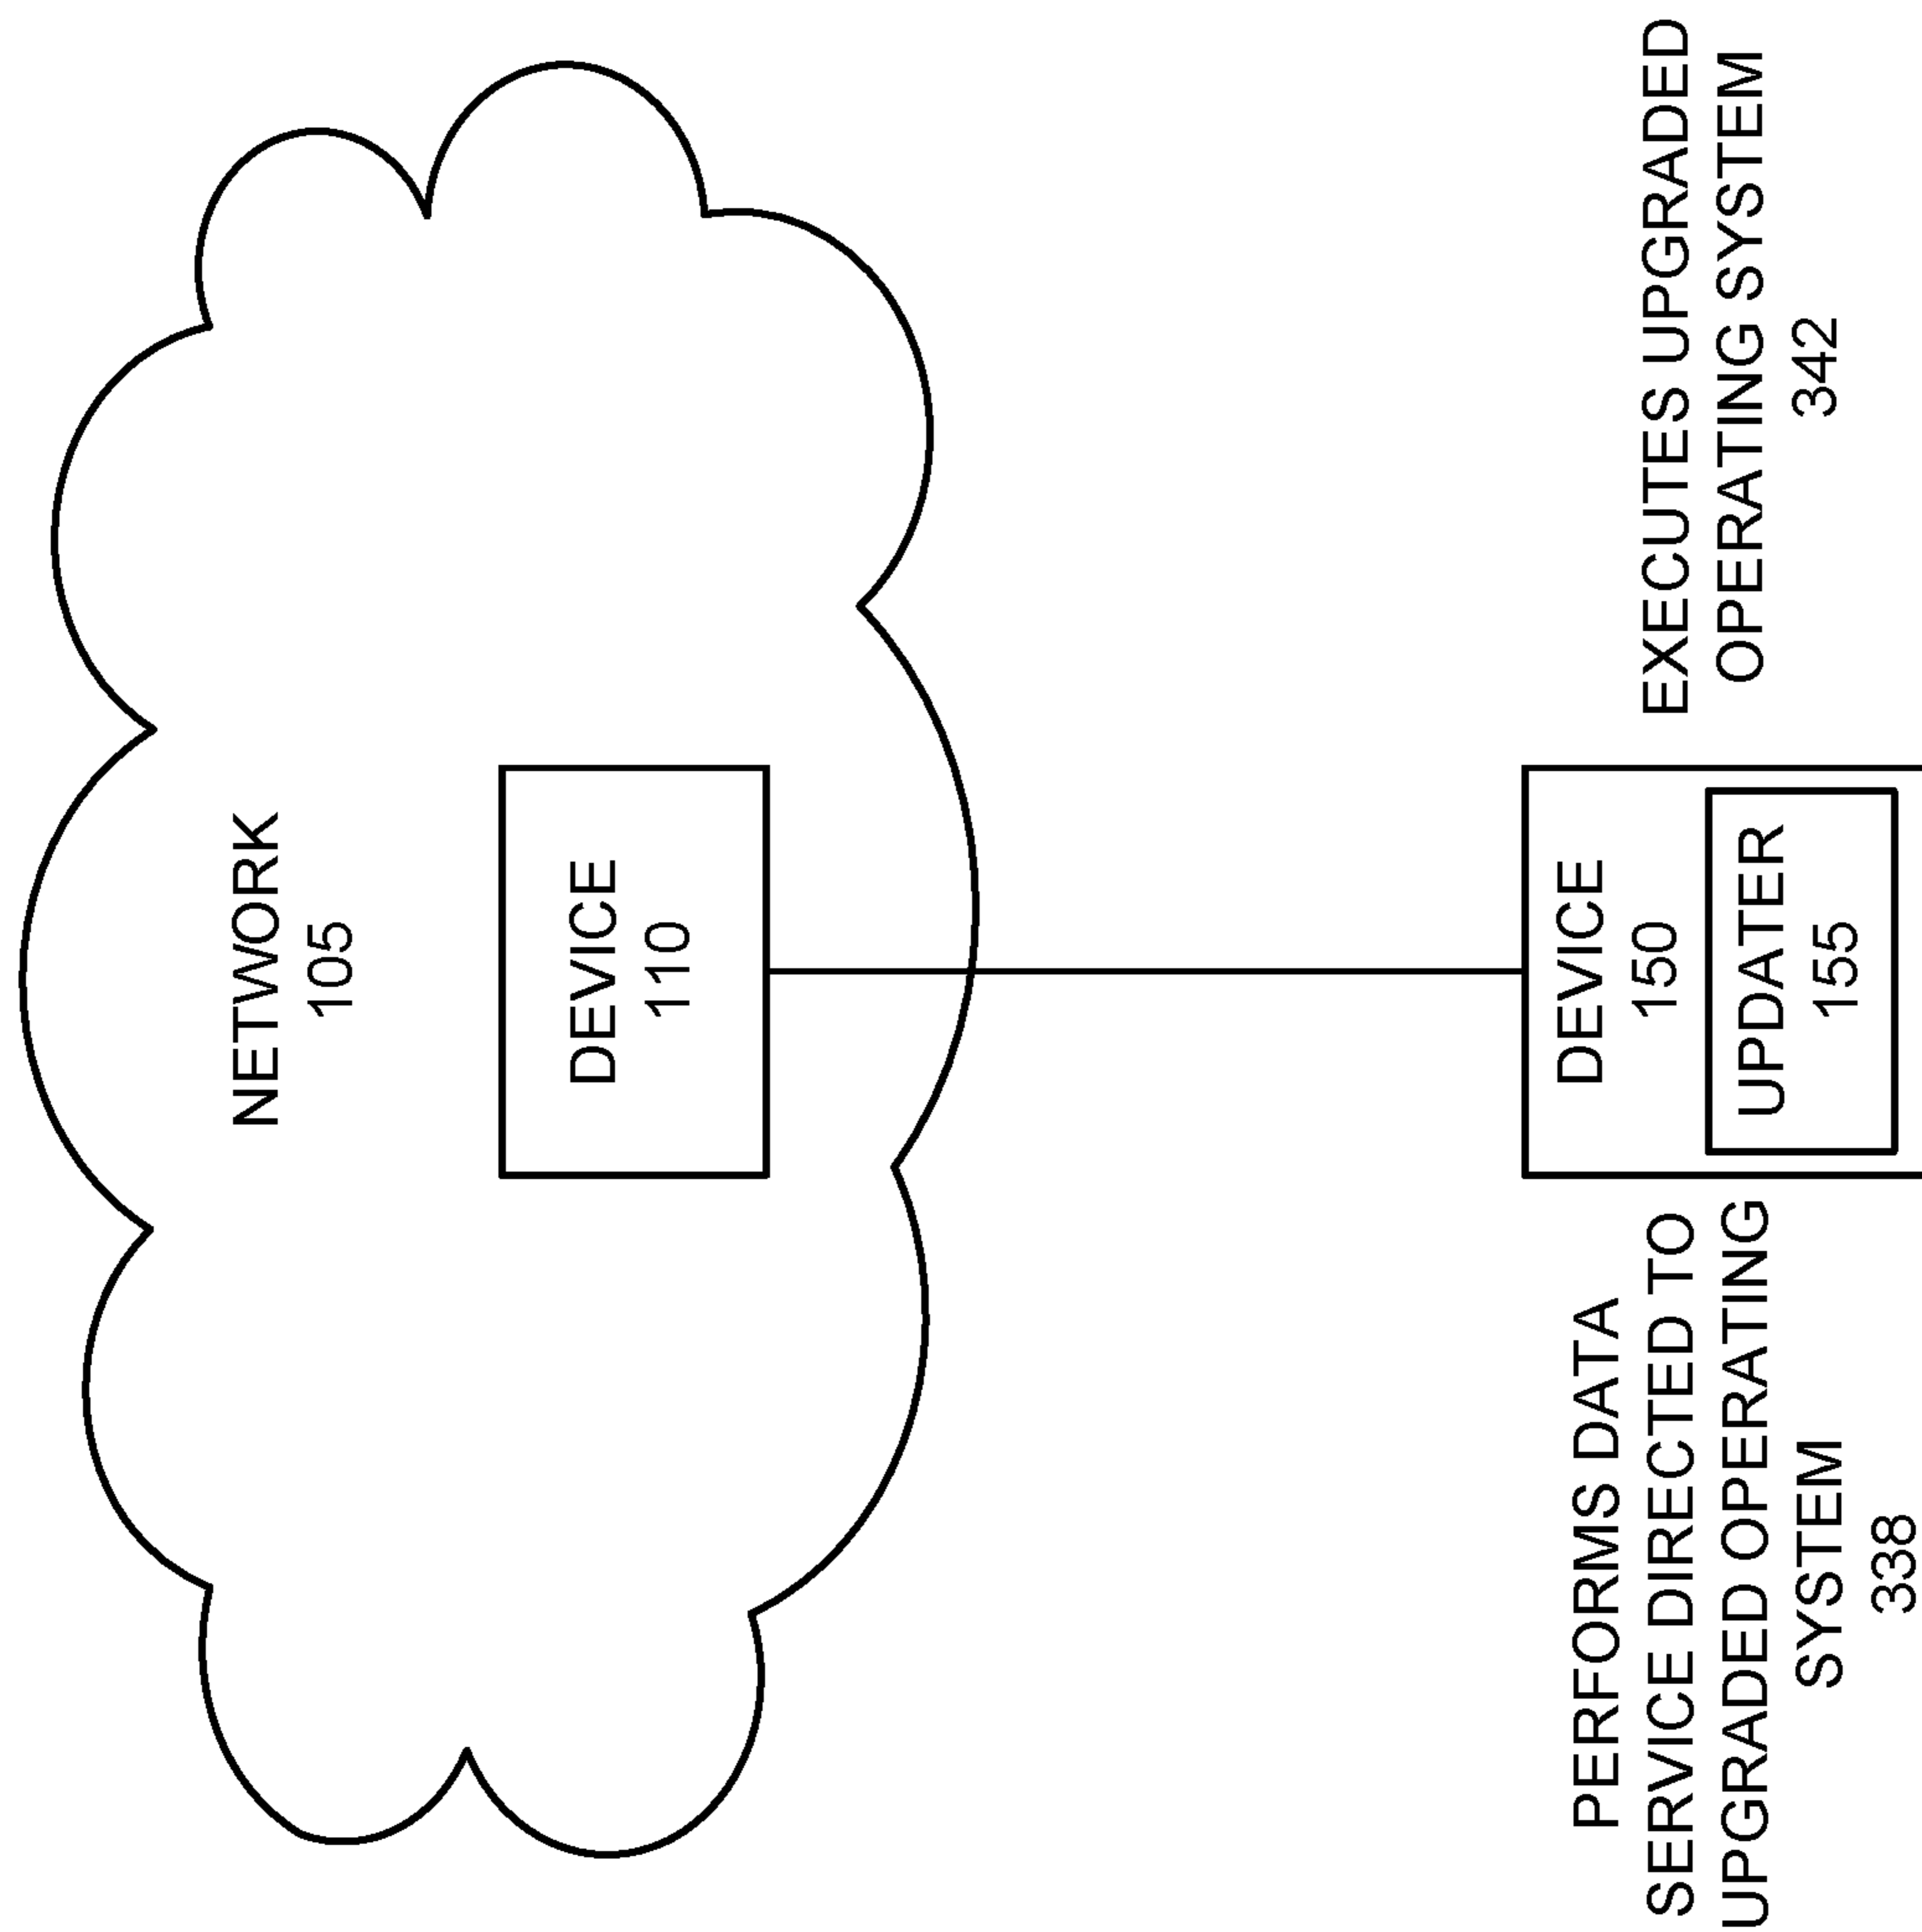 NETWORK
105
DEVICE
110
DEVICE
150
UPDATER
155
PERFORMS DATA
SERVICE DIRECTED TO
UPGRADED OPERATING
SYSTEM
338
EXECUTES UPGRADED
OPERATING SYSTEM
342